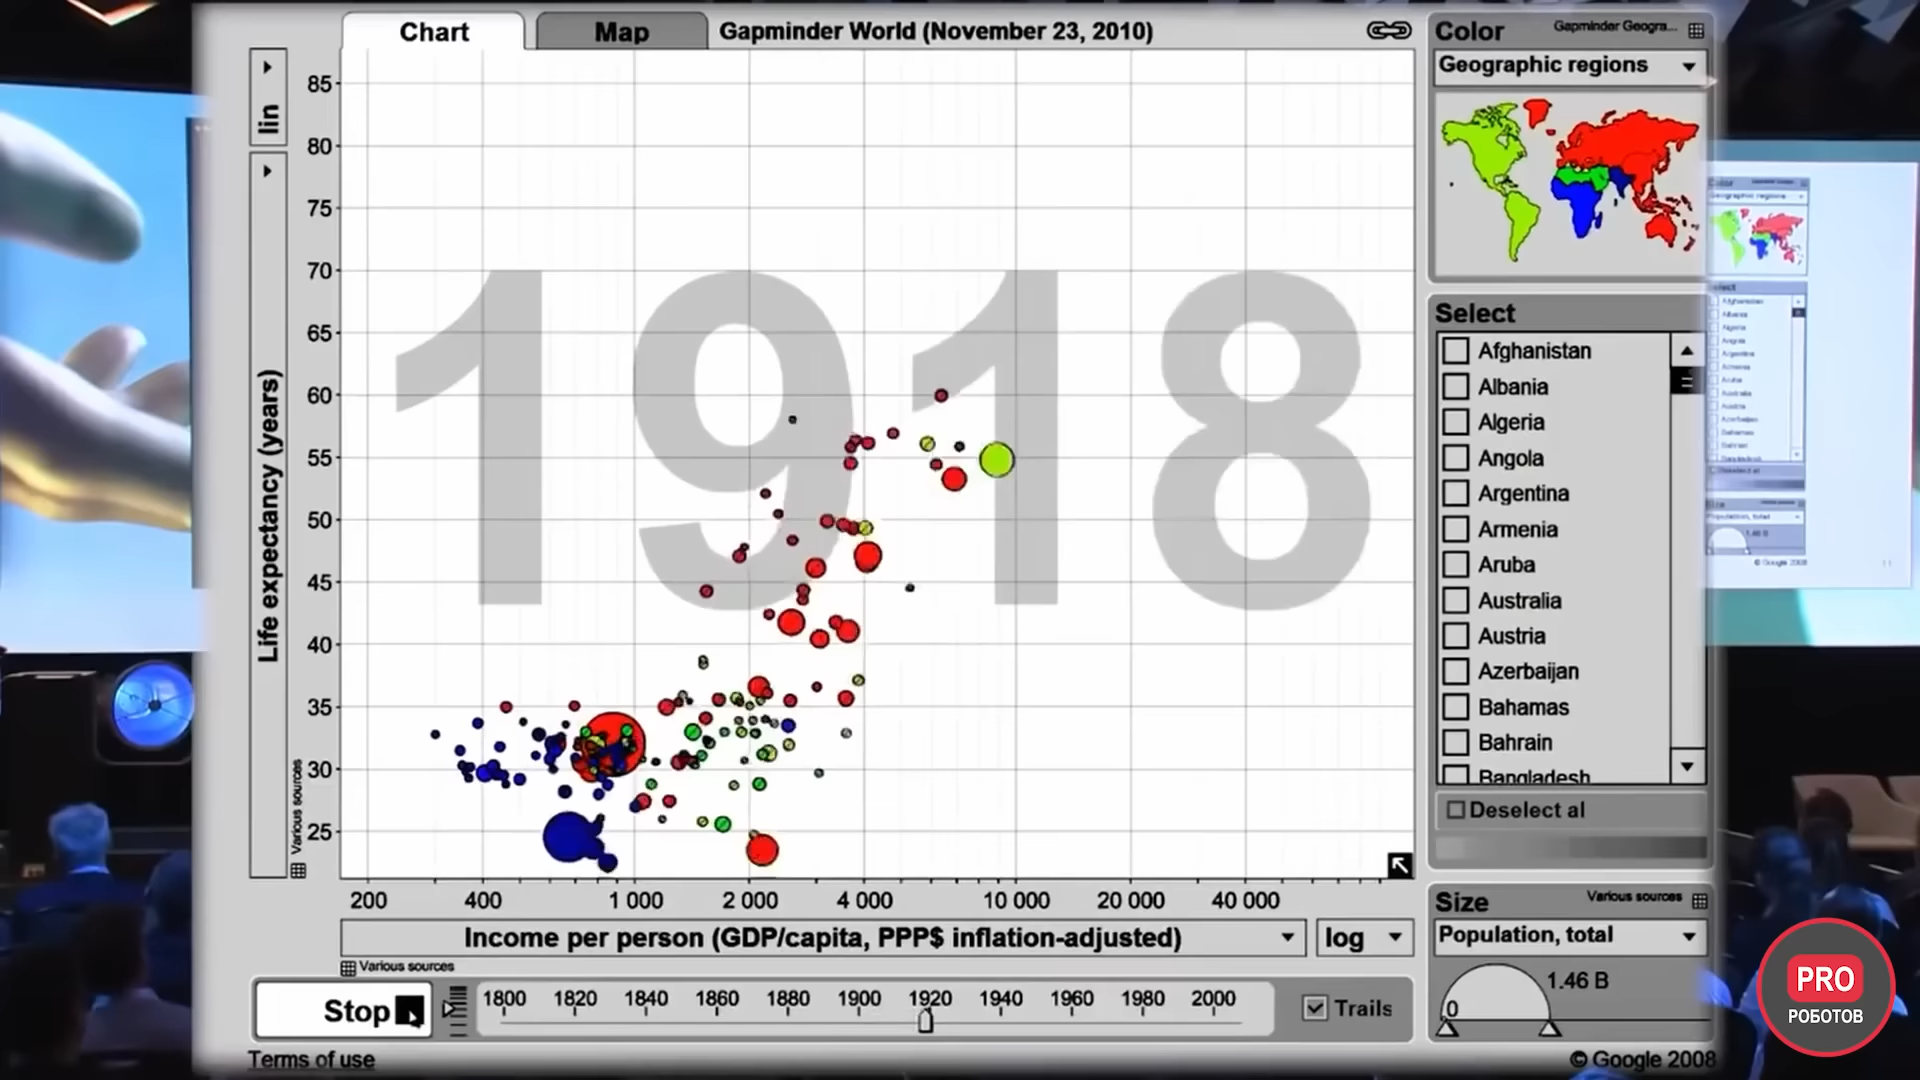 Chart
Map
Gapminder World (November 23, 2010)
Color
Gapminder Geogra...
Geographic regions
lin
Life expectancy (years)
Various sources
85
80
75
70
65
60
55
50
45
40
35
30
25
1918
200
400
1 000
2 000
4 000
10 000
20 000
40 000
Income per person (GDP/capita, PPP$ inflation-adjusted)
log
Various sources
Stop
1800
1820
1840
1860
1880
1900
1920
1940
1960
1980
2000
Trails
Terms of use
Select
Afghanistan
Albania
Algeria
Angola
Argentina
Armenia
Aruba
Australia
Austria
Azerbaijan
Bahamas
Bahrain
Bangladesh
Deselect al
Size
Various sources
Population, total
1.46 B
0
© Google 2008
PRO
РОБОТОВ